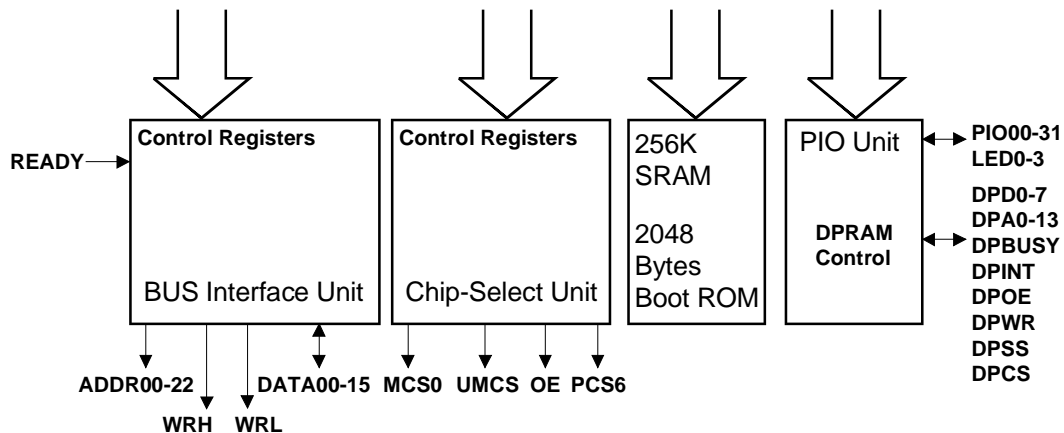 READY
Control Registers
BUS Interface Unit
Control Registers
Chip-Select Unit
256K
SRAM
2048
Bytes
Boot ROM
PIO Unit
DPRAM
Control
PIO00-31
LED0-3
DPD0-7
DPA0-13
DPBUSY
DPINT
DPOE
DPWR
DPSS
DPCS
ADDR00-22
DATA00-15
MCS0
UMCS
OE
PCS6
WRH
WRL